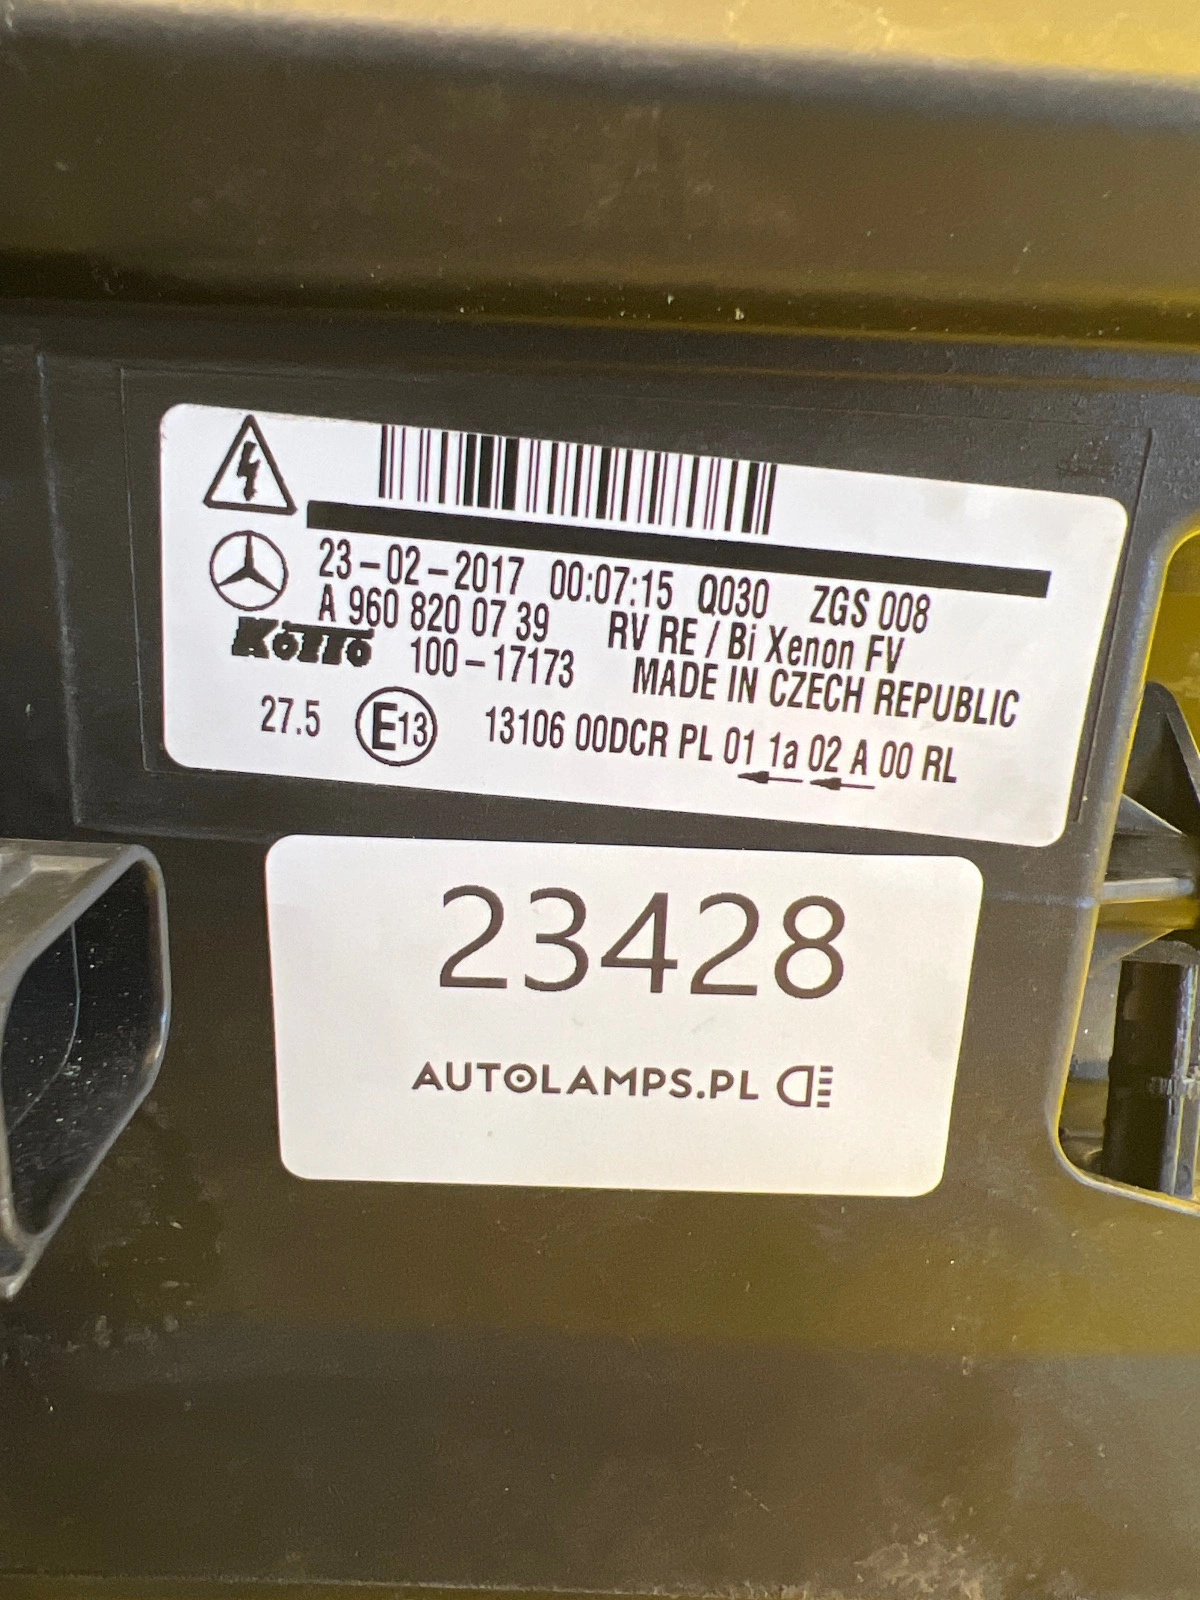 23-02-2017 00:07:15 Q030 ZGS 008
A 960 820 07 39 RV RE / Bi Xenon FV
KOITO 100-17173 MADE IN CZECH REPUBLIC
27.5 E13 13106 00DCR PL 01 1a 02 A 00 RL
23428
AUTOLAMPS.PL